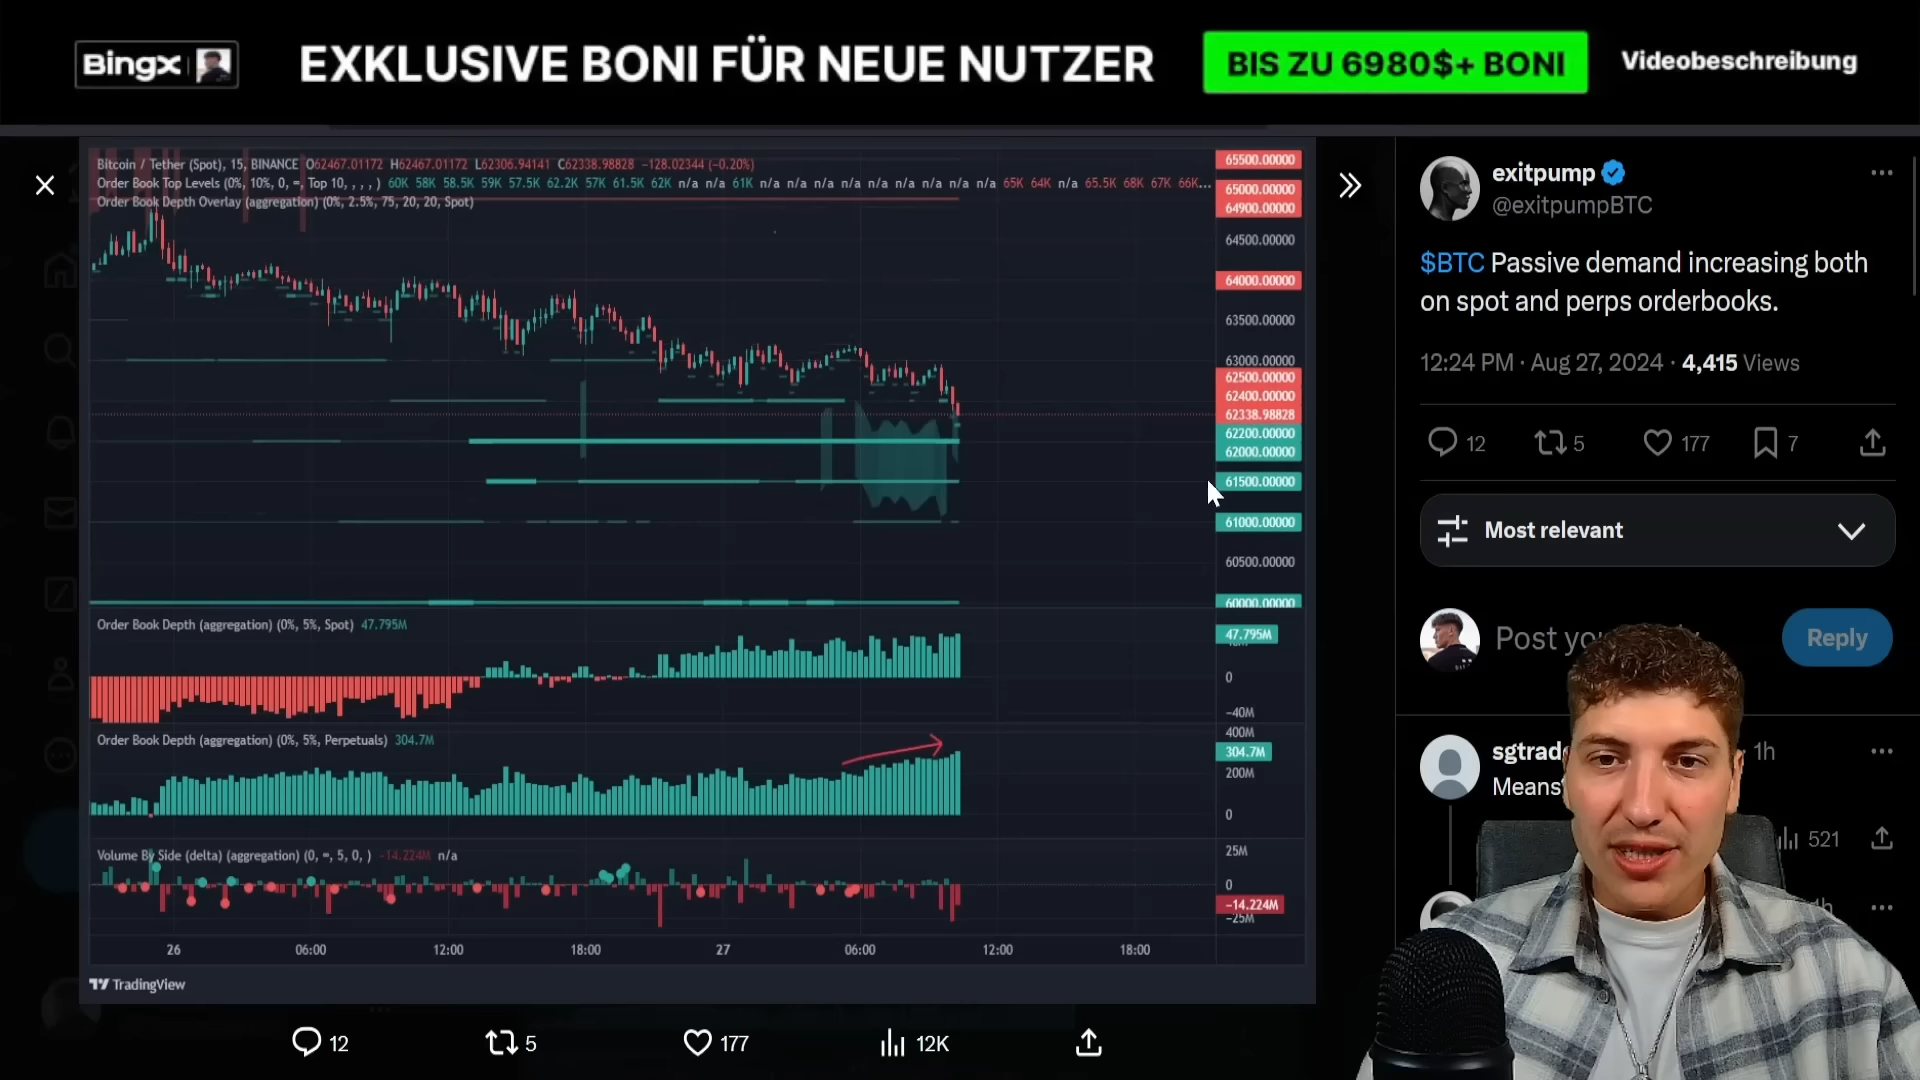 Bingx
EXKLUSIVE BONI FÜR NEUE NUTZER
BIS ZU 6980$+ BONI
Videobeschreibung
Bitcoin / Tether (Spot), 15, BINANCE O62467.01172 H62467.01172 L62306.94141 C62338.98828 −128.02344 (−0.20%)
Order Book Top Levels (0%, 10%, 0, ∞, Top 10, , , , ) 60K 58K 58.5K 59K 57.5K 62.2K 57K 61.5K 62K n/a n/a 61K n/a n/a n/a n/a n/a n/a n/a n/a n/a 65K 64K n/a 65.5K 68K 67K 66K...
Order Book Depth Overlay (aggregation) (0%, 2.5%, 75, 20, 20, Spot)
65500.00000
65000.00000
64900.00000
64500.00000
64000.00000
63500.00000
63000.00000
62500.00000
62400.00000
62338.98828
62200.00000
62000.00000
61500.00000
61000.00000
60500.00000
60000.00000
Order Book Depth (aggregation) (0%, 5%, Spot) 47.795M
47.795M
0
−40M
Order Book Depth (aggregation) (0%, 5%, Perpetuals) 304.7M
400M
304.7M
200M
0
Volume By Side (delta) (aggregation) (0, ∞, 5, 0, ) −14.224M n/a
25M
0
−14.224M
−25M
26 06:00 12:00 18:00 27 06:00 12:00 18:00
TradingView
12 5 177 12K
exitpump
@exitpumpBTC
$BTC Passive demand increasing both
on spot and perps orderbooks.
12:24 PM · Aug 27, 2024 · 4,415 Views
12 5 177 7
Most relevant
Post
Reply
1h
Means
521